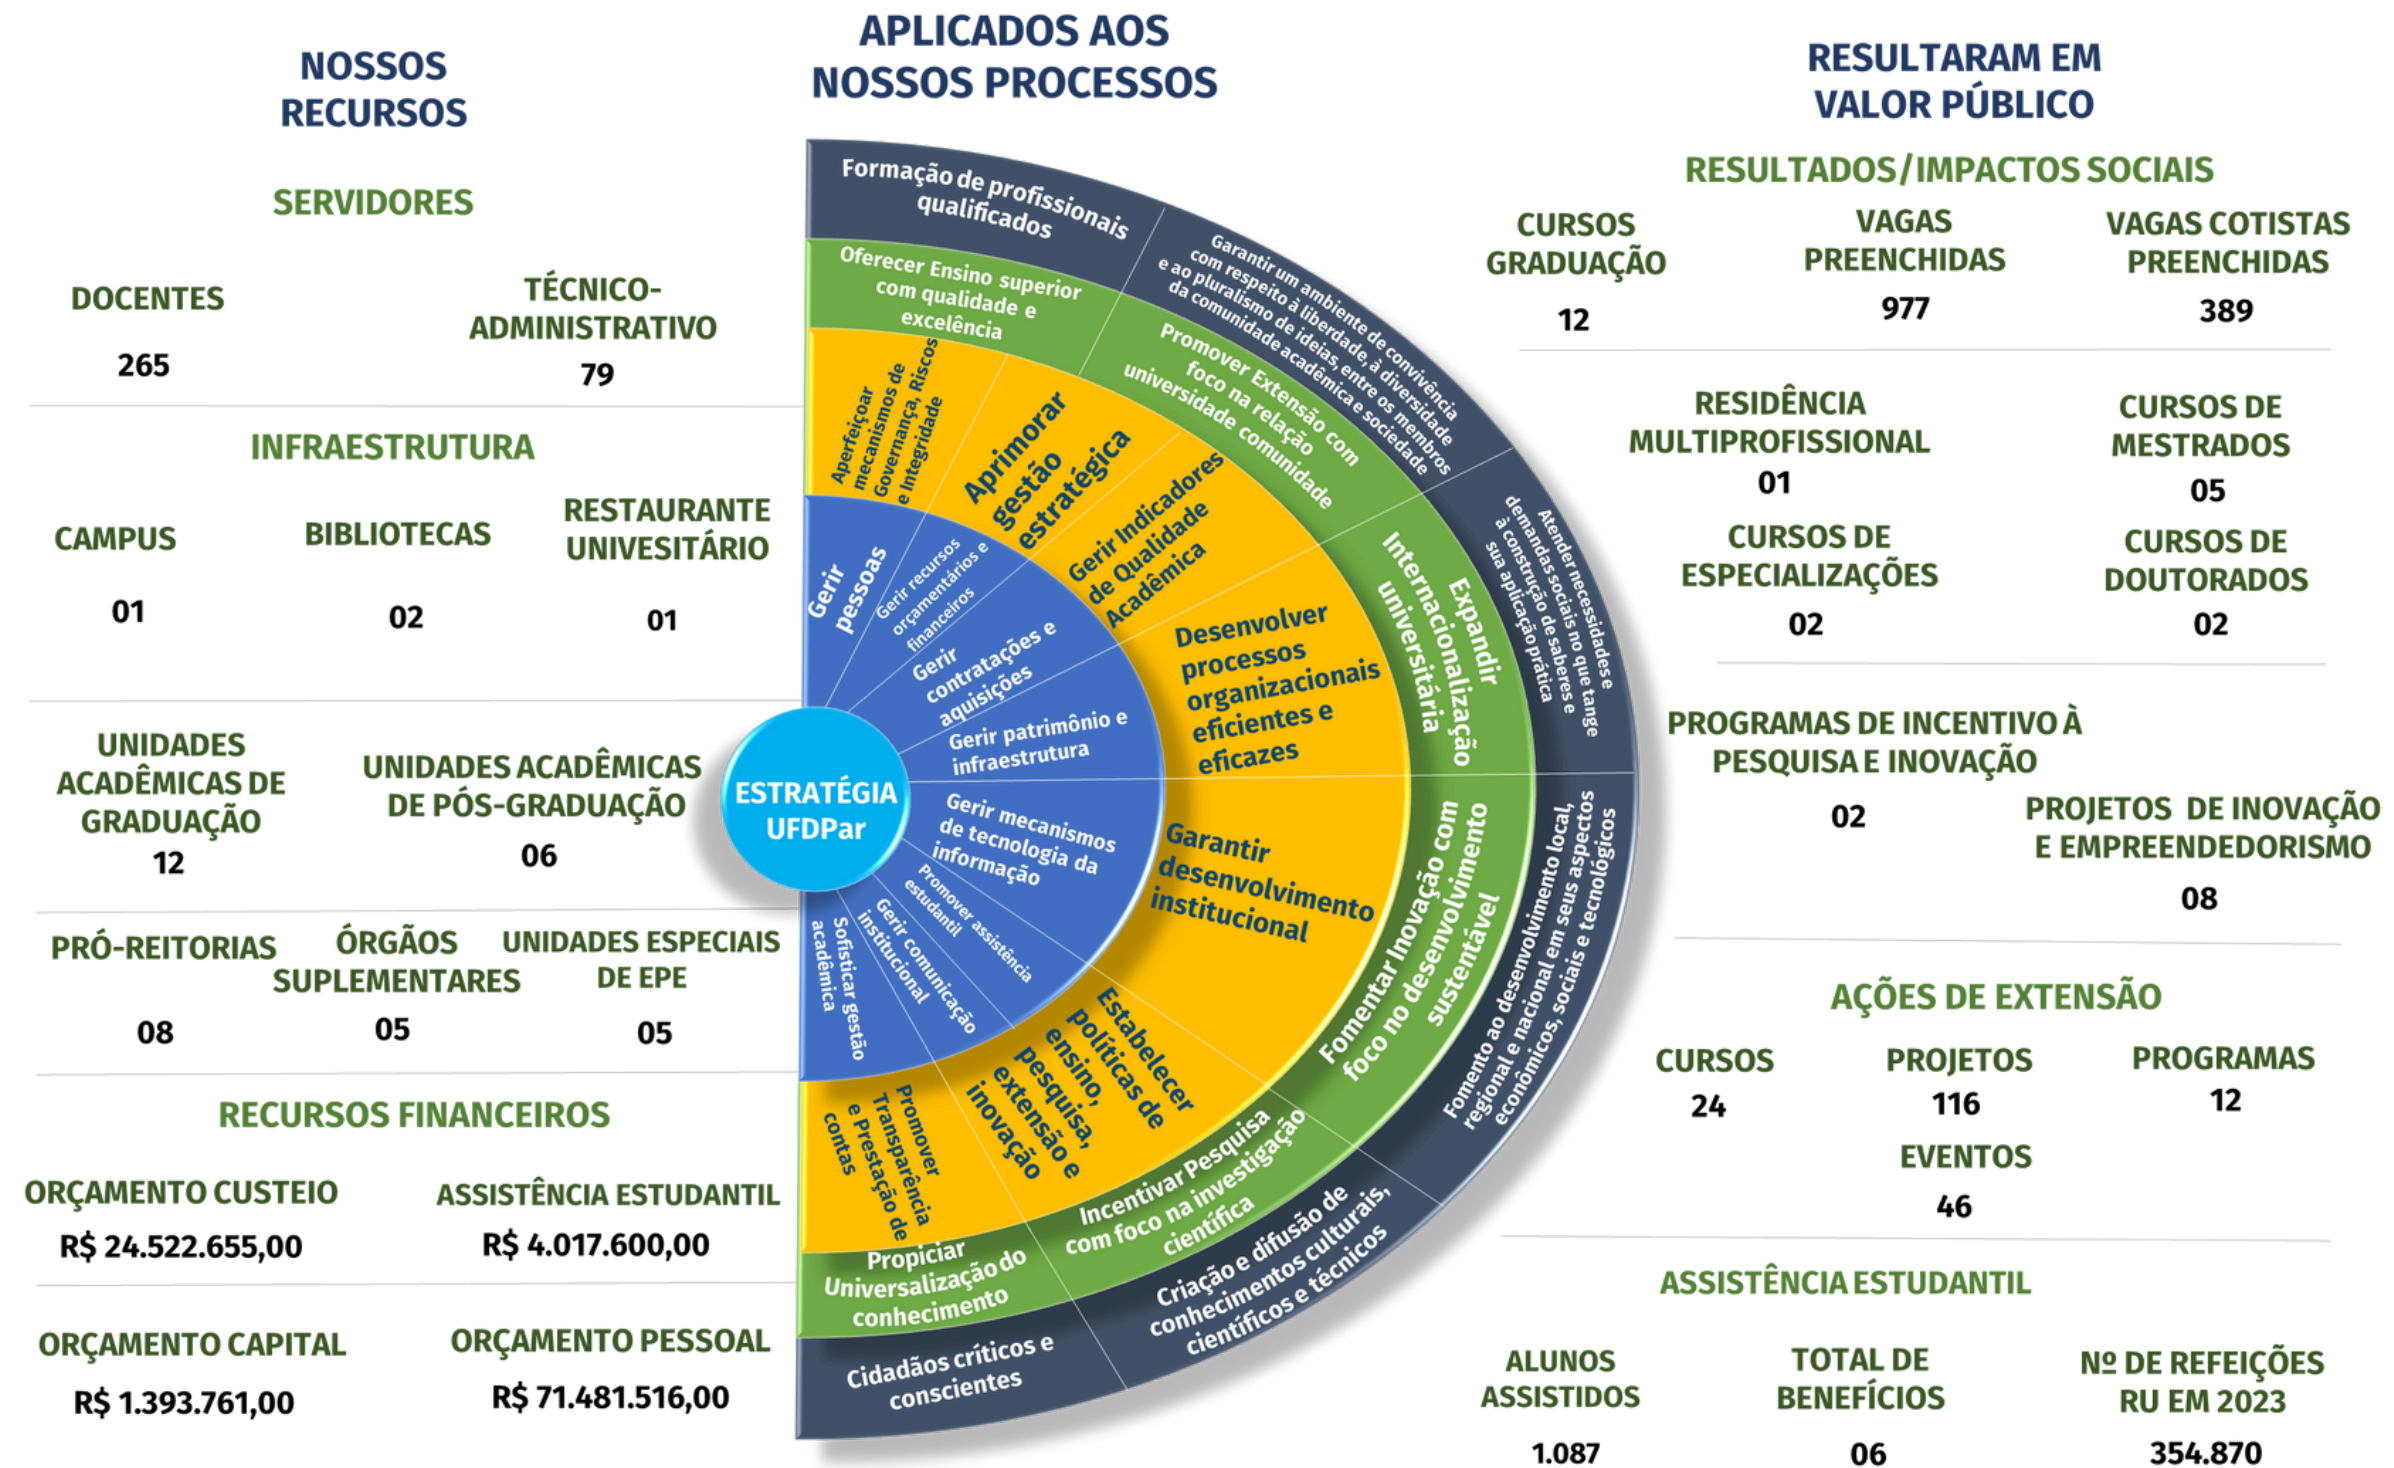 NOSSOS
RECURSOS
SERVIDORES
DOCENTES
265
TÉCNICO-
ADMINISTRATIVO
79
INFRAESTRUTURA
CAMPUS
01
BIBLIOTECAS
02
RESTAURANTE
UNIVESITÁRIO
01
UNIDADES
ACADÊMICAS DE
GRADUAÇÃO
12
UNIDADES ACADÊMICAS
DE PÓS-GRADUAÇÃO
06
PRÓ-REITORIAS
08
ÓRGÃOS
SUPLEMENTARES
05
UNIDADES ESPECIAIS
DE EPE
05
RECURSOS FINANCEIROS
ORÇAMENTO CUSTEIO
R$ 24.522.655,00
ASSISTÊNCIA ESTUDANTIL
R$ 4.017.600,00
ORÇAMENTO CAPITAL
R$ 1.393.761,00
ORÇAMENTO PESSOAL
R$ 71.481.516,00
APLICADOS AOS
NOSSOS PROCESSOS
Formação de profissionais
qualificados
Garantir um ambiente de convivência
com respeito à liberdade, à diversidade
e ao pluralismo de ideias, entre os membros
da comunidade acadêmica e sociedade
Atender necessidades e
demandas sociais no que tange
à construção de saberes e
sua aplicação prática
Fomento ao desenvolvimento local,
regional e nacional em seus aspectos
econômicos, sociais e tecnológicos
Criação e difusão de
conhecimentos culturais,
científicos e técnicos
Cidadãos críticos e
conscientes
Oferecer Ensino superior
com qualidade e
excelência
Promover Extensão com
foco na relação
universidade comunidade
Expandir
Internacionalização
universitária
Fomentar Inovação com
foco no desenvolvimento
sustentável
Incentivar Pesquisa
com foco na investigação
científica
Propiciar
Universalização do
conhecimento
Aperfeiçoar
mecanismos de
Governança, Riscos
e Integridade
Aprimorar
gestão
estratégica
Gerir Indicadores
de Qualidade
Acadêmica
Desenvolver
processos
organizacionais
eficientes e
eficazes
Garantir
desenvolvimento
institucional
Estabelecer
políticas de
ensino,
pesquisa,
extensão e
inovação
Promover
Transparência
e Prestação de
contas
Gerir
pessoas
Gerir recursos
orçamentários e
financeiros
Gerir
contratações e
aquisições
Gerir patrimônio e
infraestrutura
Gerir mecanismos
de tecnologia da
informação
Promover assistência
estudantil
Gerir comunicação
institucional
Sofisticar gestão
acadêmica
ESTRATÉGIA
UFDPar
RESULTARAM EM
VALOR PÚBLICO
RESULTADOS/IMPACTOS SOCIAIS
CURSOS
GRADUAÇÃO
12
VAGAS
PREENCHIDAS
977
VAGAS COTISTAS
PREENCHIDAS
389
RESIDÊNCIA
MULTIPROFISSIONAL
01
CURSOS DE
MESTRADOS
05
CURSOS DE
ESPECIALIZAÇÕES
02
CURSOS DE
DOUTORADOS
02
PROGRAMAS DE INCENTIVO À
PESQUISA E INOVAÇÃO
02
PROJETOS DE INOVAÇÃO
E EMPREENDEDORISMO
08
AÇÕES DE EXTENSÃO
CURSOS
24
PROJETOS
116
PROGRAMAS
12
EVENTOS
46
ASSISTÊNCIA ESTUDANTIL
ALUNOS
ASSISTIDOS
1.087
TOTAL DE
BENEFÍCIOS
06
Nº DE REFEIÇÕES
RU EM 2023
354.870